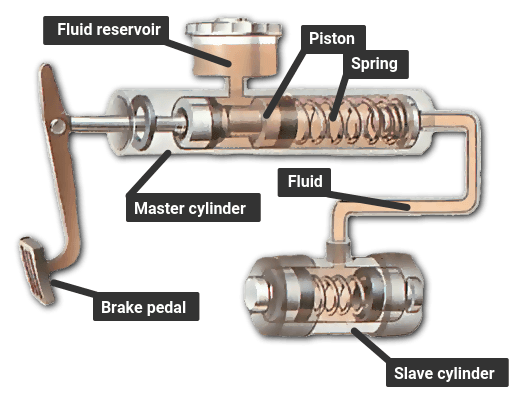 Fluid reservoir
Piston
Spring
Fluid
Master cylinder
Brake pedal
Slave cylinder